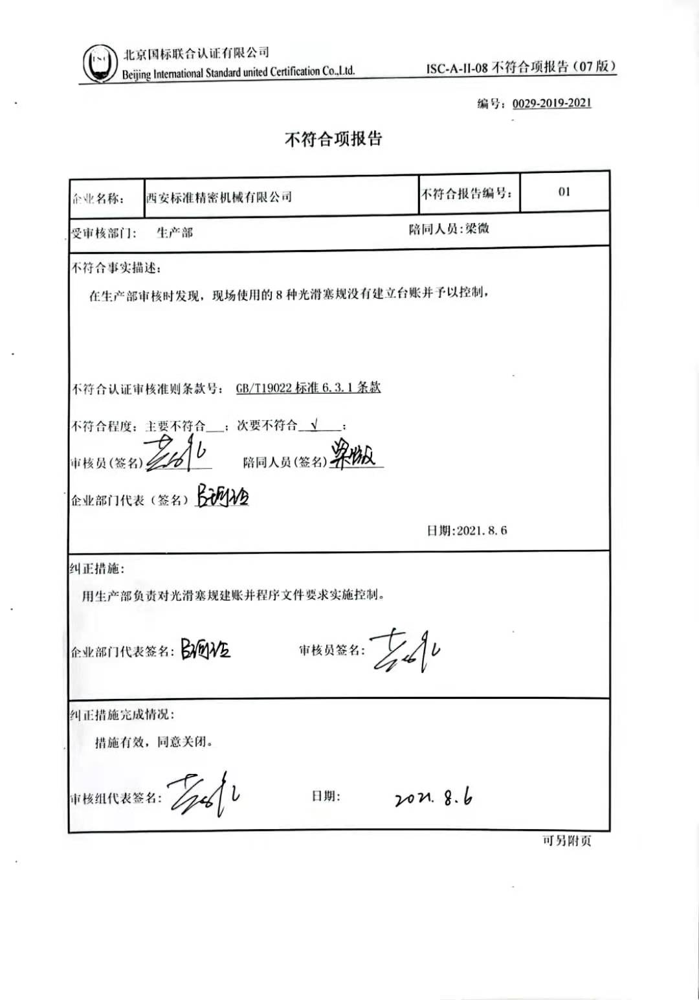 北京国标联合认证有限公司
Beijing International Standard united Certification Co.,Ltd.
ISC-A-II-08 不符合项报告（07 版）
编号：0029-2019-2021
不符合项报告
企业名称： 西安标准精密机械有限公司 不符合报告编号： 01
受审核部门： 生产部 陪同人员:梁微
不符合事实描述：
在生产部审核时发现，现场使用的 8 种光滑塞规没有建立台账并予以控制，
不符合认证审核准则条款号： GB/T19022 标准 6.3.1 条款
不符合程度：主要不符合___；次要不符合 √ ；
审核员(签名) 陪同人员(签名) 梁微
企业部门代表（签名）
日期:2021.8.6
纠正措施:
用生产部负责对光滑塞规建账并程序文件要求实施控制。
企业部门代表签名: 审核员签名:
纠正措施完成情况:
措施有效，同意关闭。
审核组代表签名: 日期: 2021.8.6
可另附页